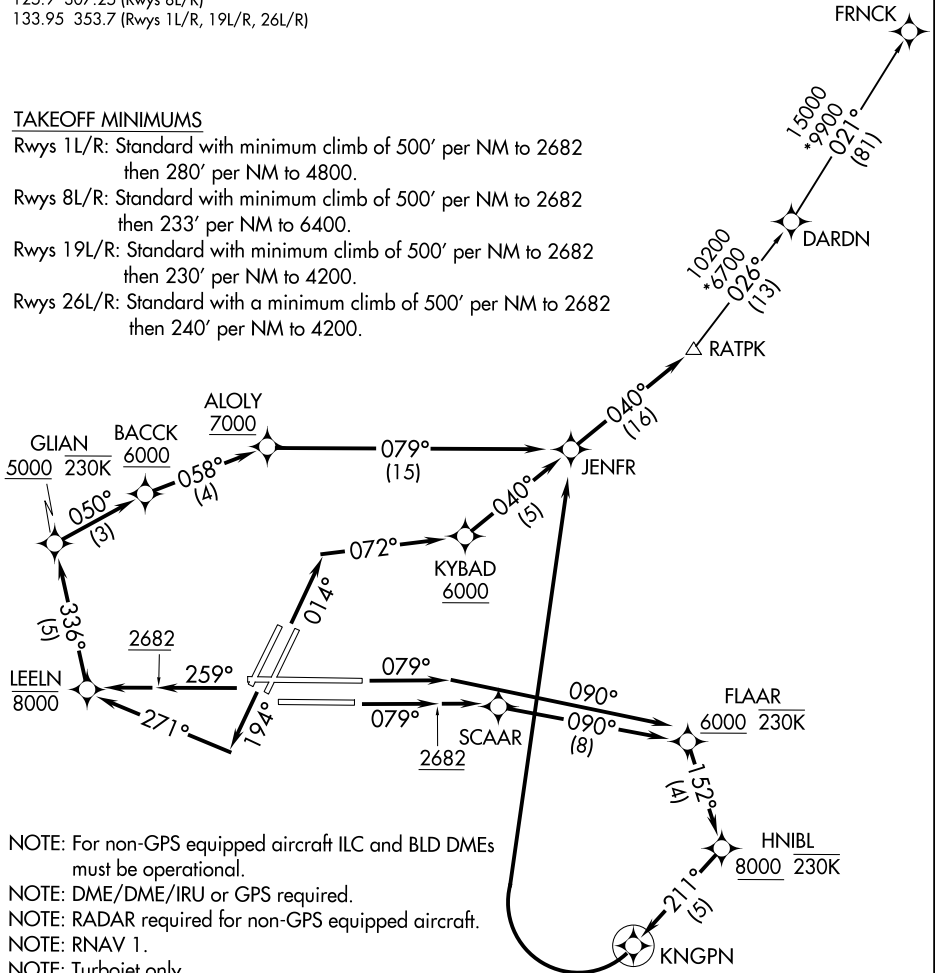 133.95 353.7 (Rwys 1L/R, 19L/R, 26L/R)
TAKEOFF MINIMUMS
Rwys 1L/R: Standard with minimum climb of 500' per NM to 2682
then 280' per NM to 4800.
Rwys 8L/R: Standard with minimum climb of 500' per NM to 2682
then 233' per NM to 6400.
Rwys 19L/R: Standard with minimum climb of 500' per NM to 2682
then 230' per NM to 4200.
Rwys 26L/R: Standard with a minimum climb of 500' per NM to 2682
then 240' per NM to 4200.
FRNCK
15000
*9900
021°
(81)
DARDN
10200
*6700
026°
(13)
RATPK
040°
(16)
JENFR
ALOLY
7000
079°
(15)
BACCK
6000
058°
(4)
GLIAN
5000 230K
050°
(3)
040°
(5)
KYBAD
6000
072°
014°
336°
(5)
LEELN
8000
2682
259°
271°
194°
079°
090°
079°
2682
SCAAR
090°
(8)
FLAAR
6000 230K
152°
(4)
HNIBL
8000 230K
211°
(5)
KNGPN
NOTE: For non-GPS equipped aircraft ILC and BLD DMEs
must be operational.
NOTE: DME/DME/IRU or GPS required.
NOTE: RADAR required for non-GPS equipped aircraft.
NOTE: RNAV 1.
NOTE: Turbojet only.